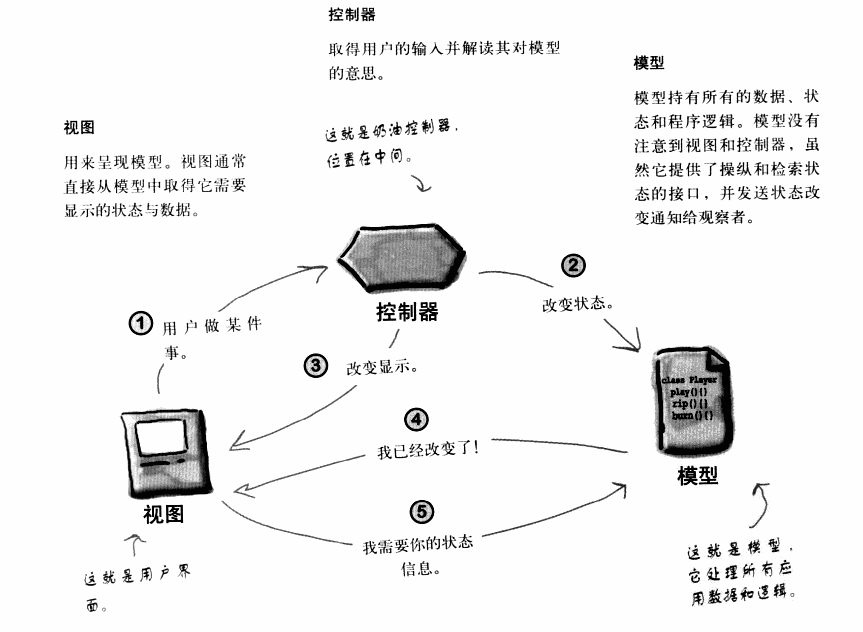 控制器
取得用户的输入并解读其对模型
的意思。
模型
模型持有所有的数据、状
态和程序逻辑。模型没有
注意到视图和控制器，虽
然它提供了操纵和检索状
态的接口，并发送状态改
变通知给观察者。
视图
用来呈现模型。视图通常
直接从模型中取得它需要
显示的状态与数据。
这就是奶油控制器，
位置在中间。
①
用户做某件
事。
控制器
②
改变状态。
③
改变显示。
class Player
play(){}
rip(){}
burn(){}
④
我已经改变了！
模型
视图
⑤
我需要你的状态
信息。
这就是用户界
面。
这就是模型，
它处理所有应
用数据和逻辑。